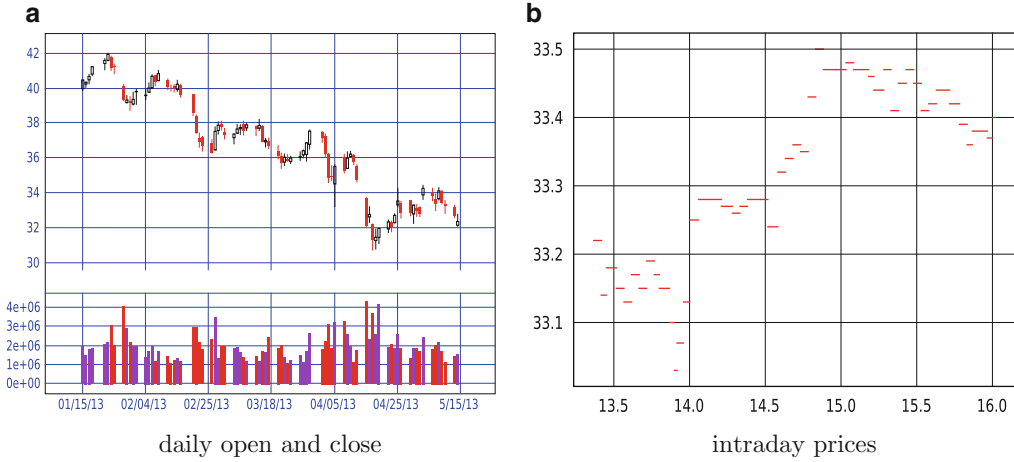 a
42
40
38
36
34
32
30
4e+06
3e+06
2e+06
1e+06
0e+00
01/15/13 02/04/13 02/25/13 03/18/13 04/05/13 04/25/13 5/15/13
daily open and close
b
33.5
33.4
33.3
33.2
33.1
13.5 14.0 14.5 15.0 15.5 16.0
intraday prices